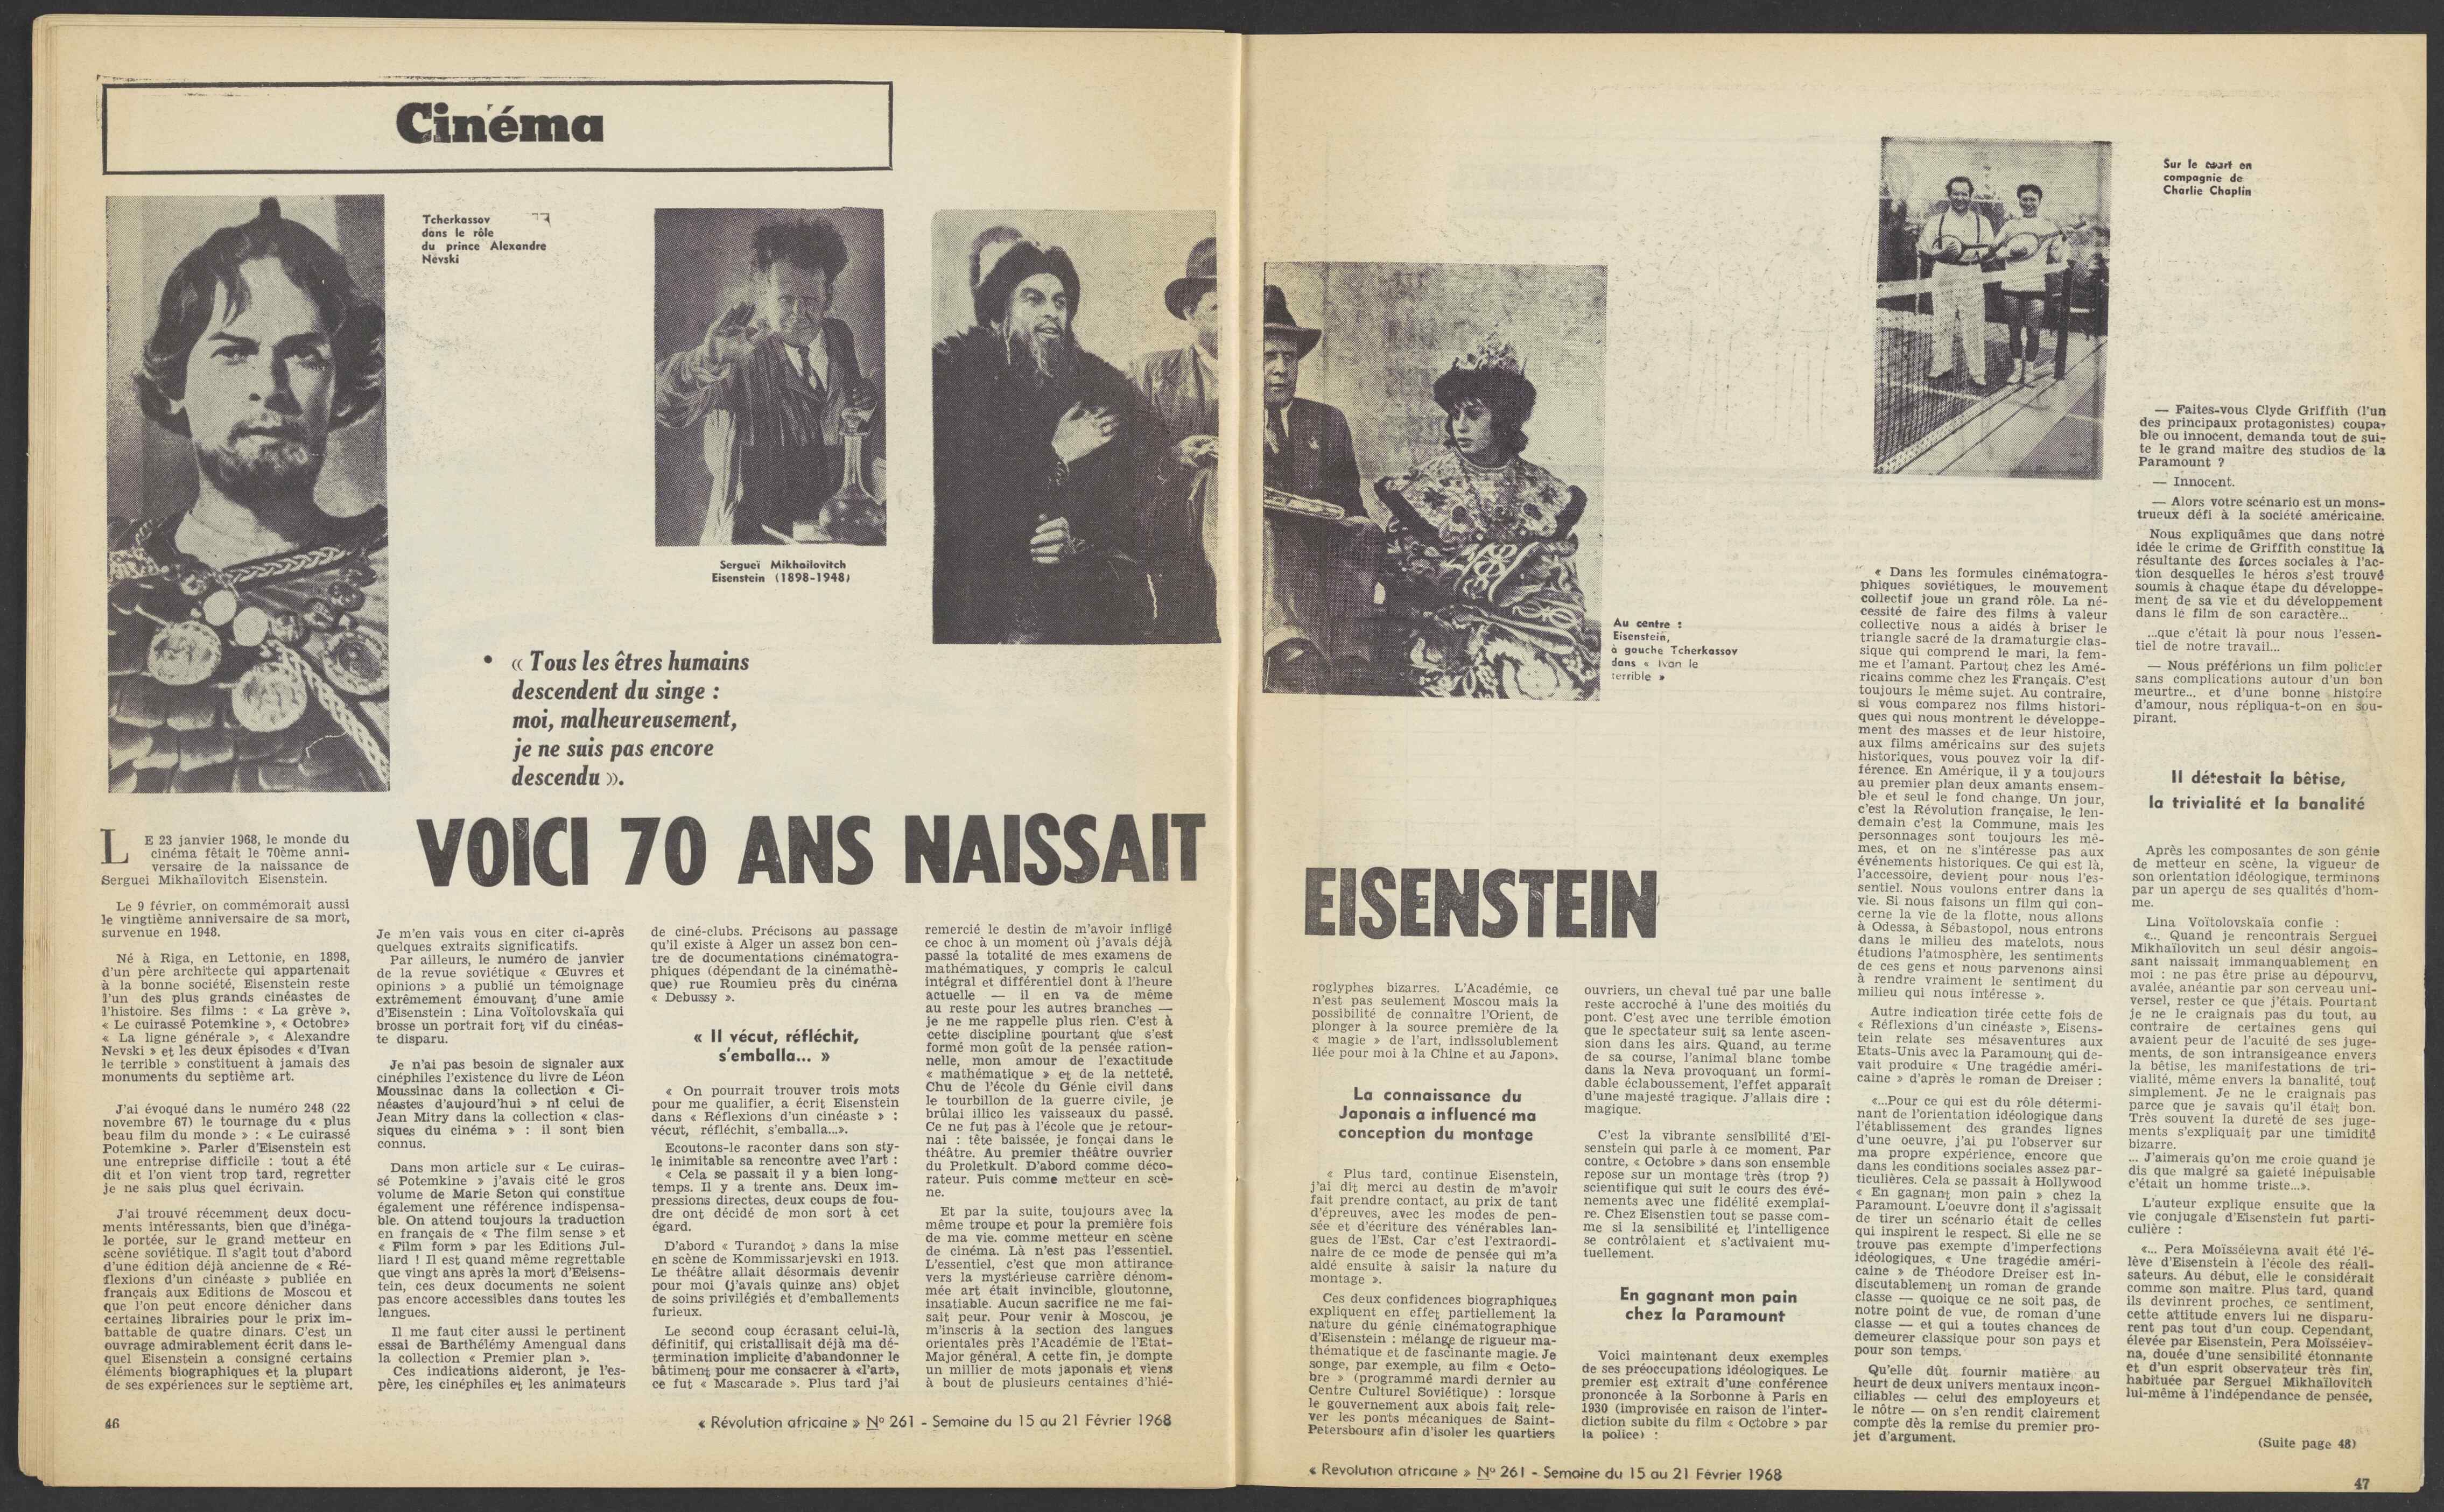 Cinéma
Tcherkassov
dans le rôle
du prince Alexandre
Névski
Sergueï Mikhaïlovitch
Eisenstein (1898-1948)
• « Tous les êtres humains
descendent du singe :
moi, malheureusement,
je ne suis pas encore
descendu ».
VOICI 70 ANS NAISSAIT
LE 23 janvier 1968, le monde du
cinéma fêtait le 70ème anni-
versaire de la naissance de
Serguei Mikhaïlovitch Eisenstein.
Le 9 février, on commémorait aussi
le vingtième anniversaire de sa mort,
survenue en 1948.
Né à Riga, en Lettonie, en 1898,
d'un père architecte qui appartenait
à la bonne société, Eisenstein reste
l'un des plus grands cinéastes de
l'histoire. Ses films : « La grève »,
« Le cuirassé Potemkine », « Octobre»
« La ligne générale », « Alexandre
Nevski » et les deux épisodes « d'Ivan
le terrible » constituent à jamais des
monuments du septième art.
J'ai évoqué dans le numéro 248 (22
novembre 67) le tournage du « plus
beau film du monde » : « Le cuirassé
Potemkine ». Parler d'Eisenstein est
une entreprise difficile : tout a été
dit et l'on vient trop tard, regretter
je ne sais plus quel écrivain.
J'ai trouvé récemment deux docu-
ments intéressants, bien que d'inéga-
le portée, sur le grand metteur en
scène soviétique. Il s'agit tout d'abord
d'une édition déjà ancienne de « Ré-
flexions d'un cinéaste » publiée en
français aux Editions de Moscou et
que l'on peut encore dénicher dans
certaines librairies pour le prix im-
battable de quatre dinars. C'est un
ouvrage admirablement écrit dans le-
quel Eisenstein a consigné certains
éléments biographiques et la plupart
de ses expériences sur le septième art.
Je m'en vais vous en citer ci-après
quelques extraits significatifs.
Par ailleurs, le numéro de janvier
de la revue soviétique « Œuvres et
opinions » a publié un témoignage
extrêmement émouvant d'une amie
d'Eisenstein : Lina Voïtolovskaïa qui
brosse un portrait fort vif du cinéas-
te disparu.
Je n'ai pas besoin de signaler aux
cinéphiles l'existence du livre de Léon
Moussinac dans la collection « Ci-
néastes d'aujourd'hui » ni celui de
Jean Mitry dans la collection « clas-
siques du cinéma » : il sont bien
connus.
Dans mon article sur « Le cuiras-
sé Potemkine » j'avais cité le gros
volume de Marie Seton qui constitue
également une référence indispensa-
ble. On attend toujours la traduction
en français de « The film sense » et
« Film form » par les Editions Jul-
liard ! Il est quand même regrettable
que vingt ans après la mort d'Eeisens-
tein, ces deux documents ne soient
pas encore accessibles dans toutes les
langues.
Il me faut citer aussi le pertinent
essai de Barthélémy Amengual dans
la collection « Premier plan ».
Ces indications aideront, je l'es-
père, les cinéphiles et les animateurs
de ciné-clubs. Précisons au passage
qu'il existe à Alger un assez bon cen-
tre de documentations cinématogra-
phiques (dépendant de la cinémathè-
que) rue Roumieu près du cinéma
« Debussy ».
« Il vécut, réfléchit,
s'emballa... »
« On pourrait trouver trois mots
pour me qualifier, a écrit Eisenstein
dans « Réflexions d'un cinéaste » :
vécut, réfléchit, s'emballa...».
Ecoutons-le raconter dans son sty-
le inimitable sa rencontre avec l'art :
« Cela se passait il y a bien long-
temps. Il y a trente ans. Deux im-
pressions directes, deux coups de fou-
dre ont décidé de mon sort à cet
égard.
D'abord « Turandot » dans la mise
en scène de Kommissarjevski en 1913.
Le théâtre allait désormais devenir
pour moi (j'avais quinze ans) objet
de soins privilégiés et d'emballements
furieux.
Le second coup écrasant celui-là,
définitif, qui cristallisait déjà ma dé-
termination implicite d'abandonner le
bâtiment pour me consacrer à «l'art»,
ce fut « Mascarade ». Plus tard j'ai
remercié le destin de m'avoir infligé
ce choc à un moment où j'avais déjà
passé la totalité de mes examens de
mathématiques, y compris le calcul
intégral et différentiel dont à l'heure
actuelle — il en va de même
au reste pour les autres branches —
je ne me rappelle plus rien. C'est à
cette discipline pourtant que s'est
formé mon goût de la pensée ration-
nelle, mon amour de l'exactitude
« mathématique » et de la netteté.
Chu de l'école du Génie civil dans
le tourbillon de la guerre civile, je
brûlai illico les vaisseaux du passé.
Ce ne fut pas à l'école que je retour-
nai : tête baissée, je fonçai dans le
théâtre. Au premier théâtre ouvrier
du Proletkult. D'abord comme déco-
rateur. Puis comme metteur en scè-
ne.
Et par la suite, toujours avec la
même troupe et pour la première fois
de ma vie. comme metteur en scène
de cinéma. Là n'est pas l'essentiel.
L'essentiel, c'est que mon attirance
vers la mystérieuse carrière dénom-
mée art était invincible, gloutonne,
insatiable. Aucun sacrifice ne me fai-
sait peur. Pour venir à Moscou, je
m'inscris à la section des langues
orientales près l'Académie de l'Etat-
Major général. A cette fin, je dompte
un millier de mots japonais et viens
à bout de plusieurs centaines d'hié-
46
« Révolution africaine » Nº 261 - Semaine du 15 au 21 Février 1968
Au centre :
Eisenstein,
à gauche Tcherkassov
dans « Ivan le
terrible »
Sur le court en
compagnie de
Charlie Chaplin
EISENSTEIN
roglyphes bizarres. L'Académie, ce
n'est pas seulement Moscou mais la
possibilité de connaître l'Orient, de
plonger à la source première de la
« magie » de l'art, indissolublement
liée pour moi à la Chine et au Japon».
La connaissance du
Japonais a influencé ma
conception du montage
« Plus tard, continue Eisenstein,
j'ai dit merci au destin de m'avoir
fait prendre contact, au prix de tant
d'épreuves, avec les modes de pen-
sée et d'écriture des vénérables lan-
gues de l'Est. Car c'est l'extraordi-
naire de ce mode de pensée qui m'a
aidé ensuite à saisir la nature du
montage ».
Ces deux confidences biographiques
expliquent en effet partiellement la
nature du génie cinématographique
d'Eisenstein : mélange de rigueur ma-
thématique et de fascinante magie. Je
songe, par exemple, au film « Octo-
bre » (programmé mardi dernier au
Centre Culturel Soviétique) : lorsque
le gouvernement aux abois fait rele-
ver les ponts mécaniques de Saint-
Petersbourg afin d'isoler les quartiers
ouvriers, un cheval tué par une balle
reste accroché à l'une des moitiés du
pont. C'est avec une terrible émotion
que le spectateur suit sa lente ascen-
sion dans les airs. Quand, au terme
de sa course, l'animal blanc tombe
dans la Neva provoquant un formi-
dable éclaboussement, l'effet apparaît
d'une majesté tragique. J'allais dire :
magique.
C'est la vibrante sensibilité d'Ei-
senstein qui parle à ce moment. Par
contre, « Octobre » dans son ensemble
repose sur un montage très (trop ?)
scientifique qui suit le cours des évé-
nements avec une fidélité exemplai-
re. Chez Eisenstien tout se passe com-
me si la sensibilité et l'intelligence
se contrôlaient et s'activaient mu-
tuellement.
En gagnant mon pain
chez la Paramount
Voici maintenant deux exemples
de ses préoccupations idéologiques. Le
premier est extrait d'une conférence
prononcée à la Sorbonne à Paris en
1930 (improvisée en raison de l'inter-
diction subite du film « Octobre » par
la police) :
« Dans les formules cinématogra-
phiques soviétiques, le mouvement
collectif joue un grand rôle. La né-
cessité de faire des films à valeur
collective nous a aidés à briser le
triangle sacré de la dramaturgie clas-
sique qui comprend le mari, la fem-
me et l'amant. Partout chez les Amé-
ricains comme chez les Français. C'est
toujours le même sujet. Au contraire,
si vous comparez nos films histori-
ques qui nous montrent le développe-
ment des masses et de leur histoire,
aux films américains sur des sujets
historiques, vous pouvez voir la dif-
férence. En Amérique, il y a toujours
au premier plan deux amants ensem-
ble et seul le fond change. Un jour,
c'est la Révolution française, le len-
demain c'est la Commune, mais les
personnages sont toujours les mê-
mes, et on ne s'intéresse pas aux
événements historiques. Ce qui est là,
l'accessoire, devient pour nous l'es-
sentiel. Nous voulons entrer dans la
vie. Si nous faisons un film qui con-
cerne la vie de la flotte, nous allons
à Odessa, à Sébastopol, nous entrons
dans le milieu des matelots, nous
étudions l'atmosphère, les sentiments
de ces gens et nous parvenons ainsi
à rendre vraiment le sentiment du
milieu qui nous intéresse ».
Autre indication tirée cette fois de
« Réflexions d'un cinéaste », Eisens-
tein relate ses mésaventures aux
Etats-Unis avec la Paramount qui de-
vait produire « Une tragédie améri-
caine » d'après le roman de Dreiser :
«...Pour ce qui est du rôle détermi-
nant de l'orientation idéologique dans
l'établissement des grandes lignes
d'une oeuvre, j'ai pu l'observer sur
ma propre expérience, encore que
dans les conditions sociales assez par-
ticulières. Cela se passait à Hollywood
« En gagnant mon pain » chez la
Paramount. L'oeuvre dont il s'agissait
de tirer un scénario était de celles
qui inspirent le respect. Si elle ne se
trouve pas exempte d'imperfections
idéologiques, « Une tragédie améri-
caine » de Théodore Dreiser est in-
discutablement un roman de grande
classe — quoique ce ne soit pas, de
notre point de vue, de roman d'une
classe — et qui a toutes chances de
demeurer classique pour son pays et
pour son temps.
Qu'elle dût fournir matière au
heurt de deux univers mentaux incon-
ciliables — celui des employeurs et
le nôtre — on s'en rendit clairement
compte dès la remise du premier pro-
jet d'argument.
— Faites-vous Clyde Griffith (l'un
des principaux protagonistes) coupa-
ble ou innocent, demanda tout de sui-
te le grand maître des studios de la
Paramount ?
— Innocent.
— Alors votre scénario est un mons-
trueux défi à la société américaine.
Nous expliquâmes que dans notre
idée le crime de Griffith constitue la
résultante des forces sociales à l'ac-
tion desquelles le héros s'est trouvé
soumis à chaque étape du développe-
ment de sa vie et du développement
dans le film de son caractère...
...que c'était là pour nous l'essen-
tiel de notre travail...
— Nous préférions un film policier
sans complications autour d'un bon
meurtre... et d'une bonne histoire
d'amour, nous répliqua-t-on en sou-
pirant.
Il détestait la bêtise,
la trivialité et la banalité
Après les composantes de son génie
de metteur en scène, la vigueur de
son orientation idéologique, terminons
par un aperçu de ses qualités d'hom-
me.
Lina Voïtolovskaïa confie :
«... Quand je rencontrais Serguei
Mikhaïlovitch un seul désir angois-
sant naissait immanquablement en
moi : ne pas être prise au dépourvu,
avalée, anéantie par son cerveau uni-
versel, rester ce que j'étais. Pourtant
je ne le craignais pas du tout, au
contraire de certaines gens qui
avaient peur de l'acuité de ses juge-
ments, de son intransigeance envers
la bêtise, les manifestations de tri-
vialité, même envers la banalité, tout
simplement. Je ne le craignais pas
parce que je savais qu'il était bon.
Très souvent la dureté de ses juge-
ments s'expliquait par une timidité
bizarre.
... J'aimerais qu'on me croie quand je
dis que malgré sa gaieté inépuisable
c'était un homme triste...».
L'auteur explique ensuite que la
vie conjugale d'Eisenstein fut parti-
culière :
«... Pera Moïsséievna avait été l'é-
lève d'Eisenstein à l'école des réali-
sateurs. Au début, elle le considérait
comme son maître. Plus tard, quand
ils devinrent proches, ce sentiment,
cette attitude envers lui ne disparu-
rent pas tout d'un coup. Cependant,
élevée par Eisenstein, Pera Moïsséiev-
na, douée d'une sensibilité étonnante
et d'un esprit observateur très fin,
habituée par Sergueï Mikhaïlovitch
lui-même à l'indépendance de pensée,
(Suite page 48)
« Revolution africaine » Nº 261 - Semaine du 15 au 21 Février 1968
47